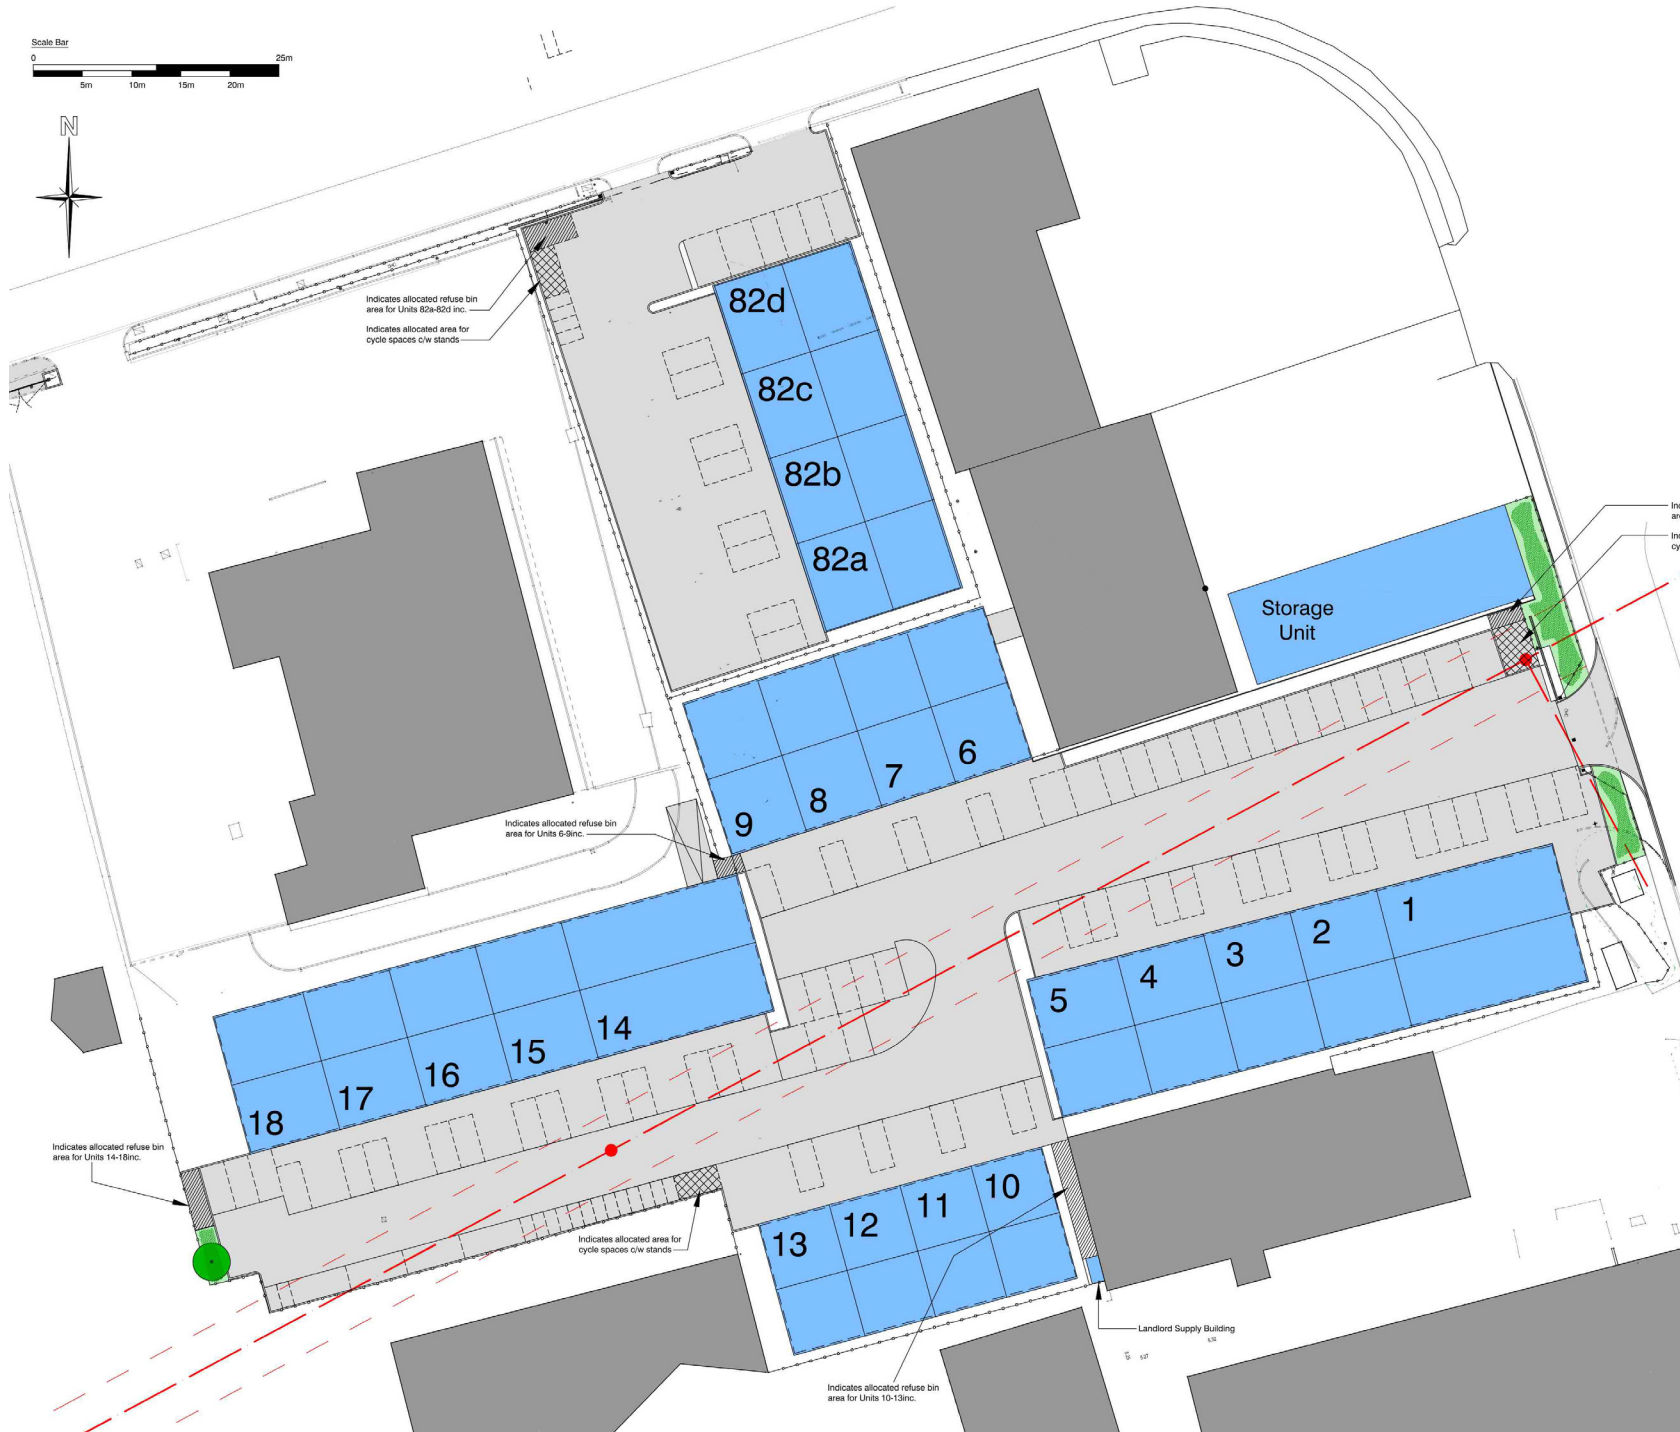 Scale Bar
0 25m
5m 10m 15m 20m
N
Indicates allocated refuse bin
area for Units 82a-82d inc.
Indicates allocated area for
cycle spaces c/w stands
82d
82c
82b
82a
Storage
Unit
6
7
8
9
Indicates allocated refuse bin
area for Units 6-9inc.
1
2
3
4
5
14
15
16
17
18
Indicates allocated refuse bin
area for Units 14-18inc.
Indicates allocated area for
cycle spaces c/w stands
10
11
12
13
Landlord Supply Building
Indicates allocated refuse bin
area for Units 10-13inc.